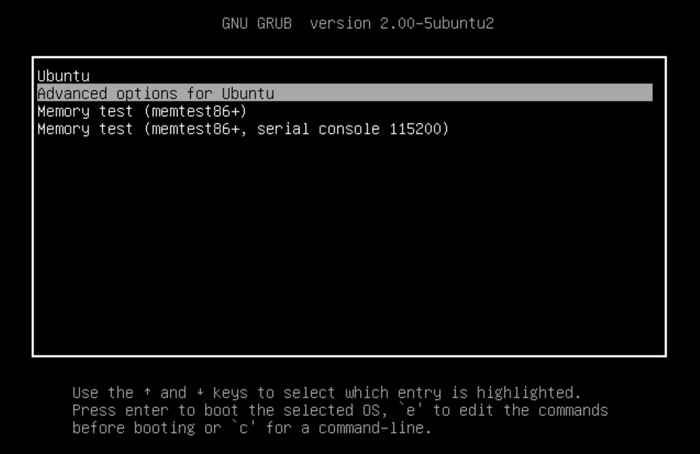 GNU GRUB  version 2.00-5ubuntu2
Ubuntu
Advanced options for Ubuntu
Memory test (memtest86+)
Memory test (memtest86+, serial console 115200)
Use the ↑ and ↓ keys to select which entry is highlighted.
Press enter to boot the selected OS, `e' to edit the commands
before booting or `c' for a command-line.